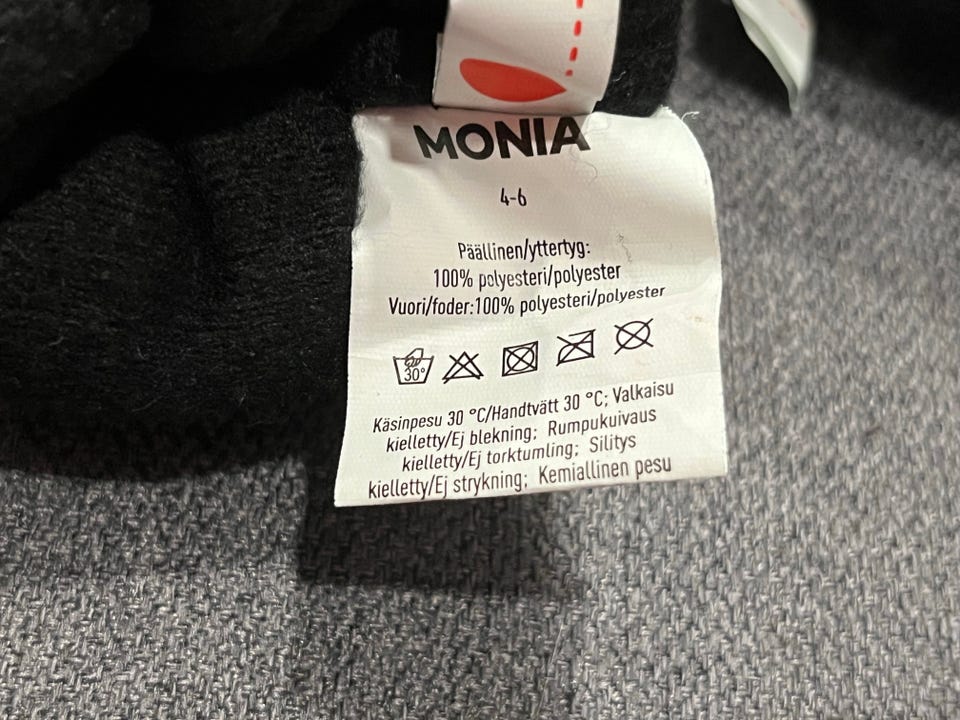 MONIA
4-6
Päällinen/yttertyg:
100% polyesteri/polyester
Vuori/foder:100% polyesteri/polyester
30°
Käsinpesu 30 °C/Handtvätt 30 °C; Valkaisu
kielletty/Ej blekning; Rumpukuivaus
kielletty/Ej torktumling; Silitys
kielletty/Ej strykning; Kemiallinen pesu